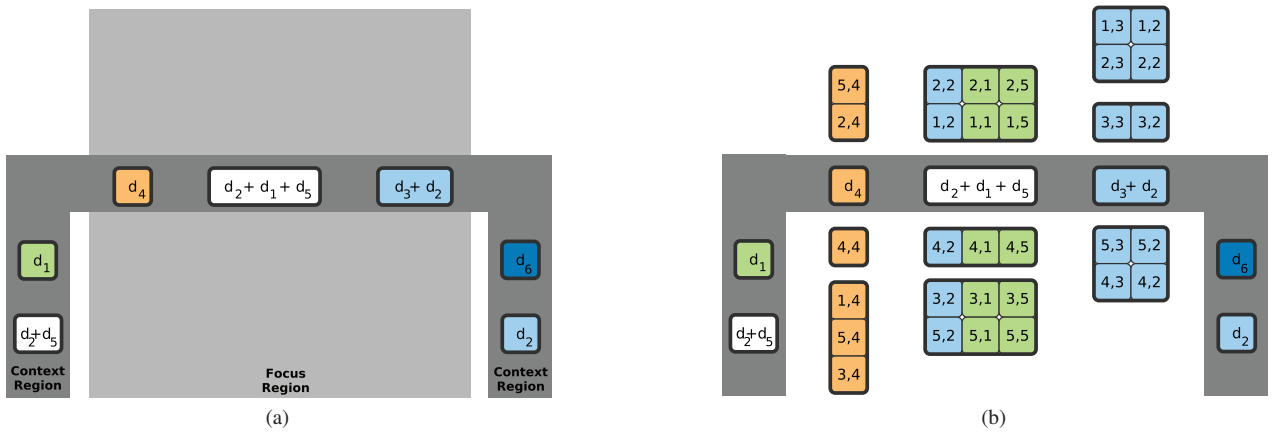 d4 d2+ d1 + d5 d3+ d2
d1 d6
d2+d5 d2
Context
Region
Focus
Region
Context
Region
(a)
1,3 1,2
2,3 2,2
5,4 2,2 2,1 2,5
2,4 1,2 1,1 1,5 3,3 3,2
d4 d2+ d1 + d5 d3+ d2
4,4 4,2 4,1 4,5 5,3 5,2
d1 d6
4,3 4,2
1,4 3,2 3,1 3,5
5,4 5,2 5,1 5,5
d2+d5 d2
3,4
(b)